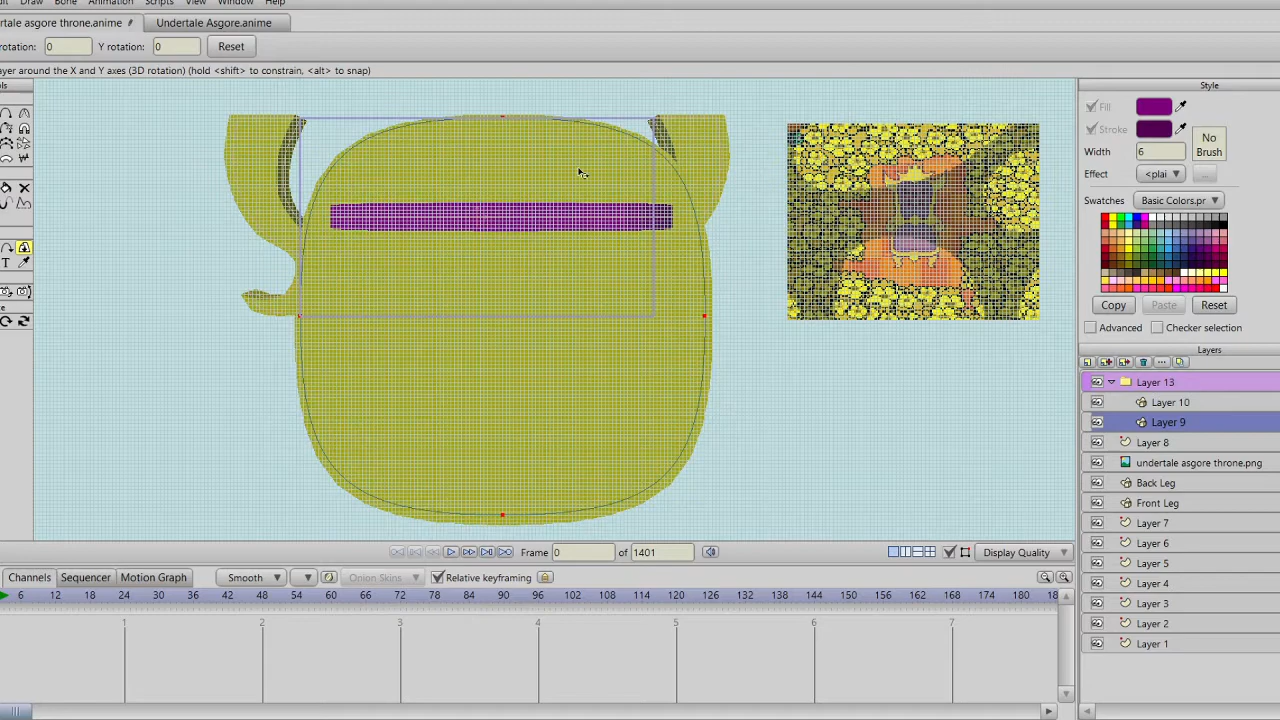 Draw Bone Animation Scripts View Window Help
rtale asgore throne.anime Undertale Asgore.anime
rotation: 0 Y rotation: 0 Reset
ayer around the X and Y axes (3D rotation) (hold <shift> to constrain, <alt> to snap)
Style
Fill
Stroke
No Brush
Width 6
Effect <plai ...
Swatches Basic Colors.pr
Copy Paste Reset
Advanced Checker selection
Layers
Layer 13
Layer 10
Layer 9
Layer 8
undertale asgore throne.png
Back Leg
Front Leg
Layer 7
Layer 6
Layer 5
Layer 4
Layer 3
Layer 2
Layer 1
Frame 0 of 1401 Display Quality
Channels Sequencer Motion Graph Smooth Onion Skins Relative keyframing
6 12 18 24 30 36 42 48 54 60 66 72 78 84 90 96 102 108 114 120 126 132 138 144 150 156 162 168 174 180 18
1 2 3 4 5 6 7